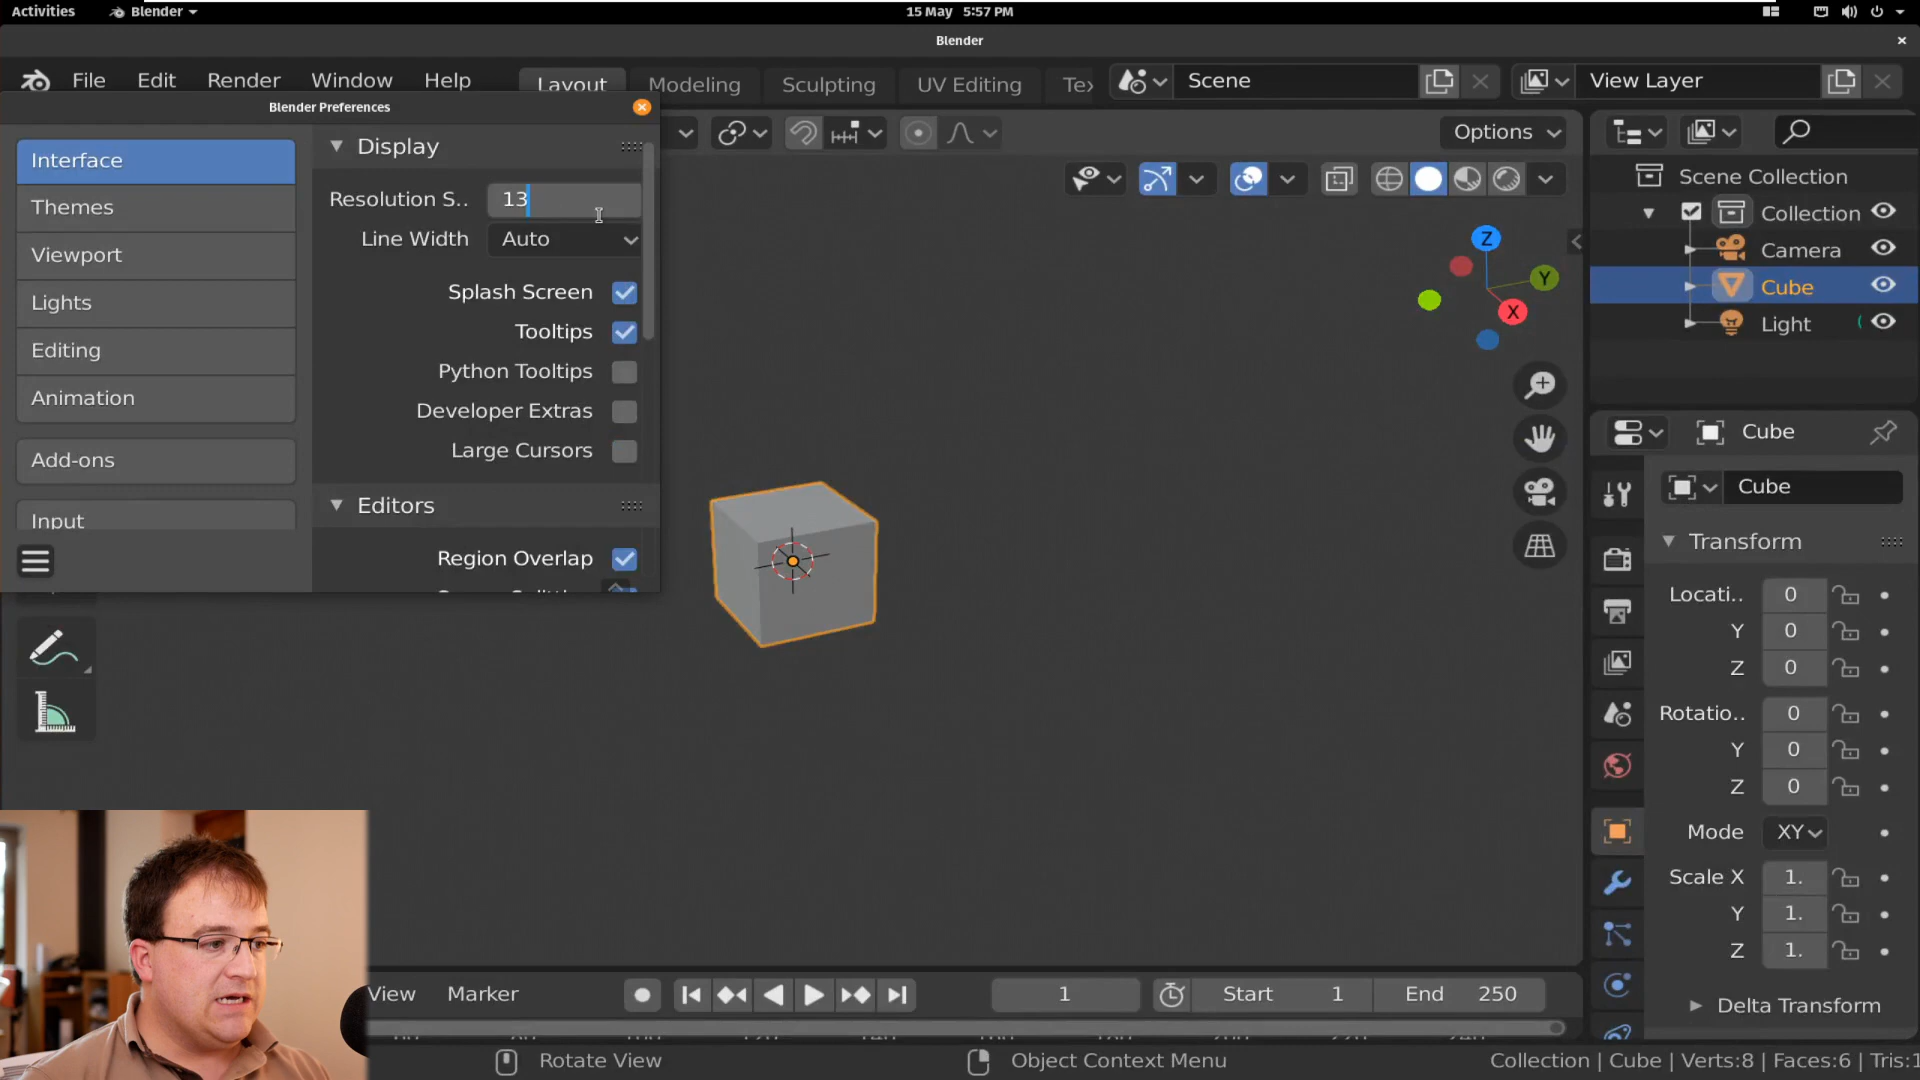 Activities Blender 15 May 5:57 PM
Blender
File Edit Render Window Help Layout Modeling Sculpting UV Editing Tex Scene View Layer
Blender Preferences
Options
Interface
Themes
Viewport
Lights
Editing
Animation
Add-ons
Input
Display
Resolution S.. 13
Line Width Auto
Splash Screen
Tooltips
Python Tooltips
Developer Extras
Large Cursors
Editors
Region Overlap
Z
Y
X
Scene Collection
Collection
Camera
Cube
Light
Cube
Cube
Transform
Locati.. 0
Y 0
Z 0
Rotatio.. 0
Y 0
Z 0
Mode XY
Scale X 1.
Y 1.
Z 1.
Delta Transform
View Marker 1 Start 1 End 250
Rotate View Object Context Menu Collection | Cube | Verts:8 | Faces:6 | Tris:1